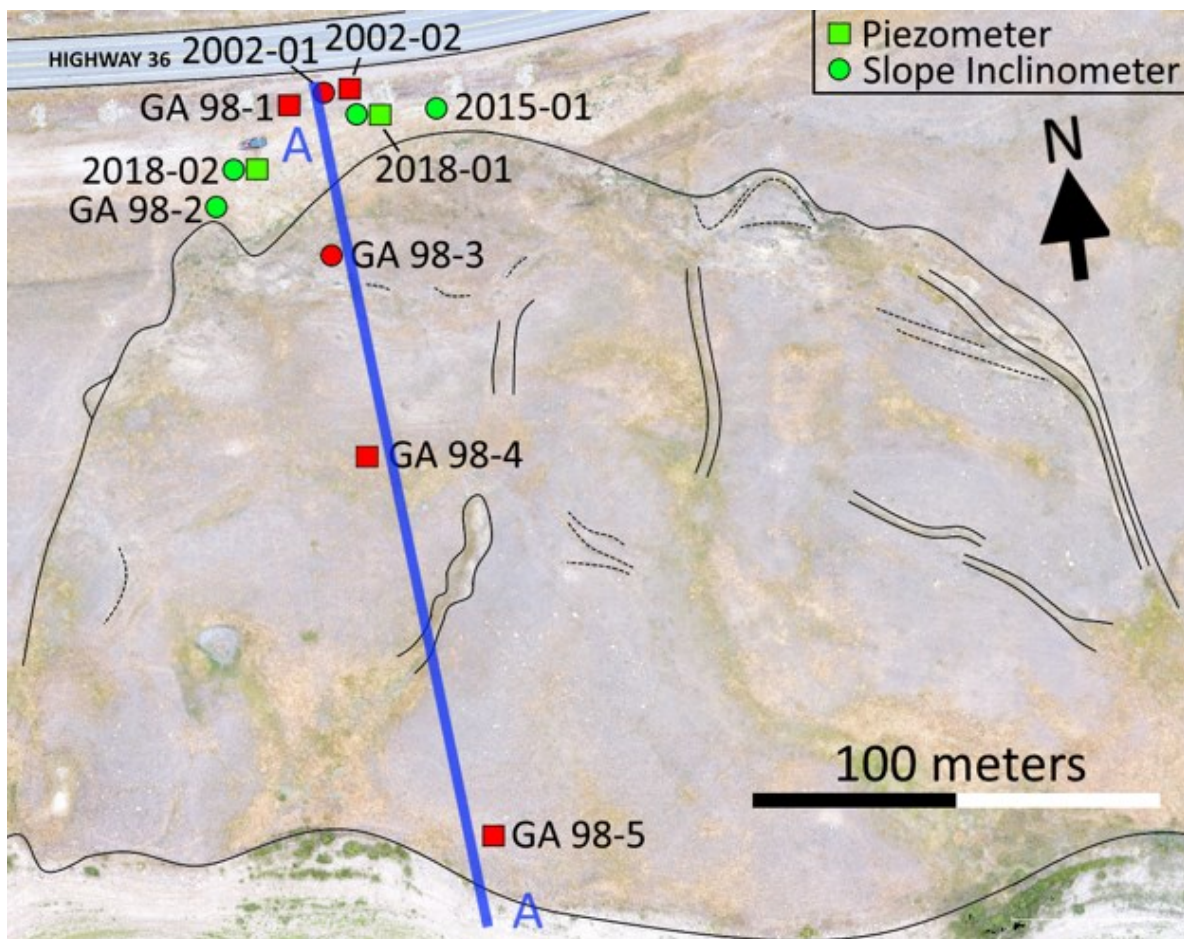 Piezometer
Slope Inclinometer
HIGHWAY 36
2002-01
2002-02
GA 98-1
2015-01
A
2018-02
2018-01
GA 98-2
N
GA 98-3
GA 98-4
100 meters
GA 98-5
A